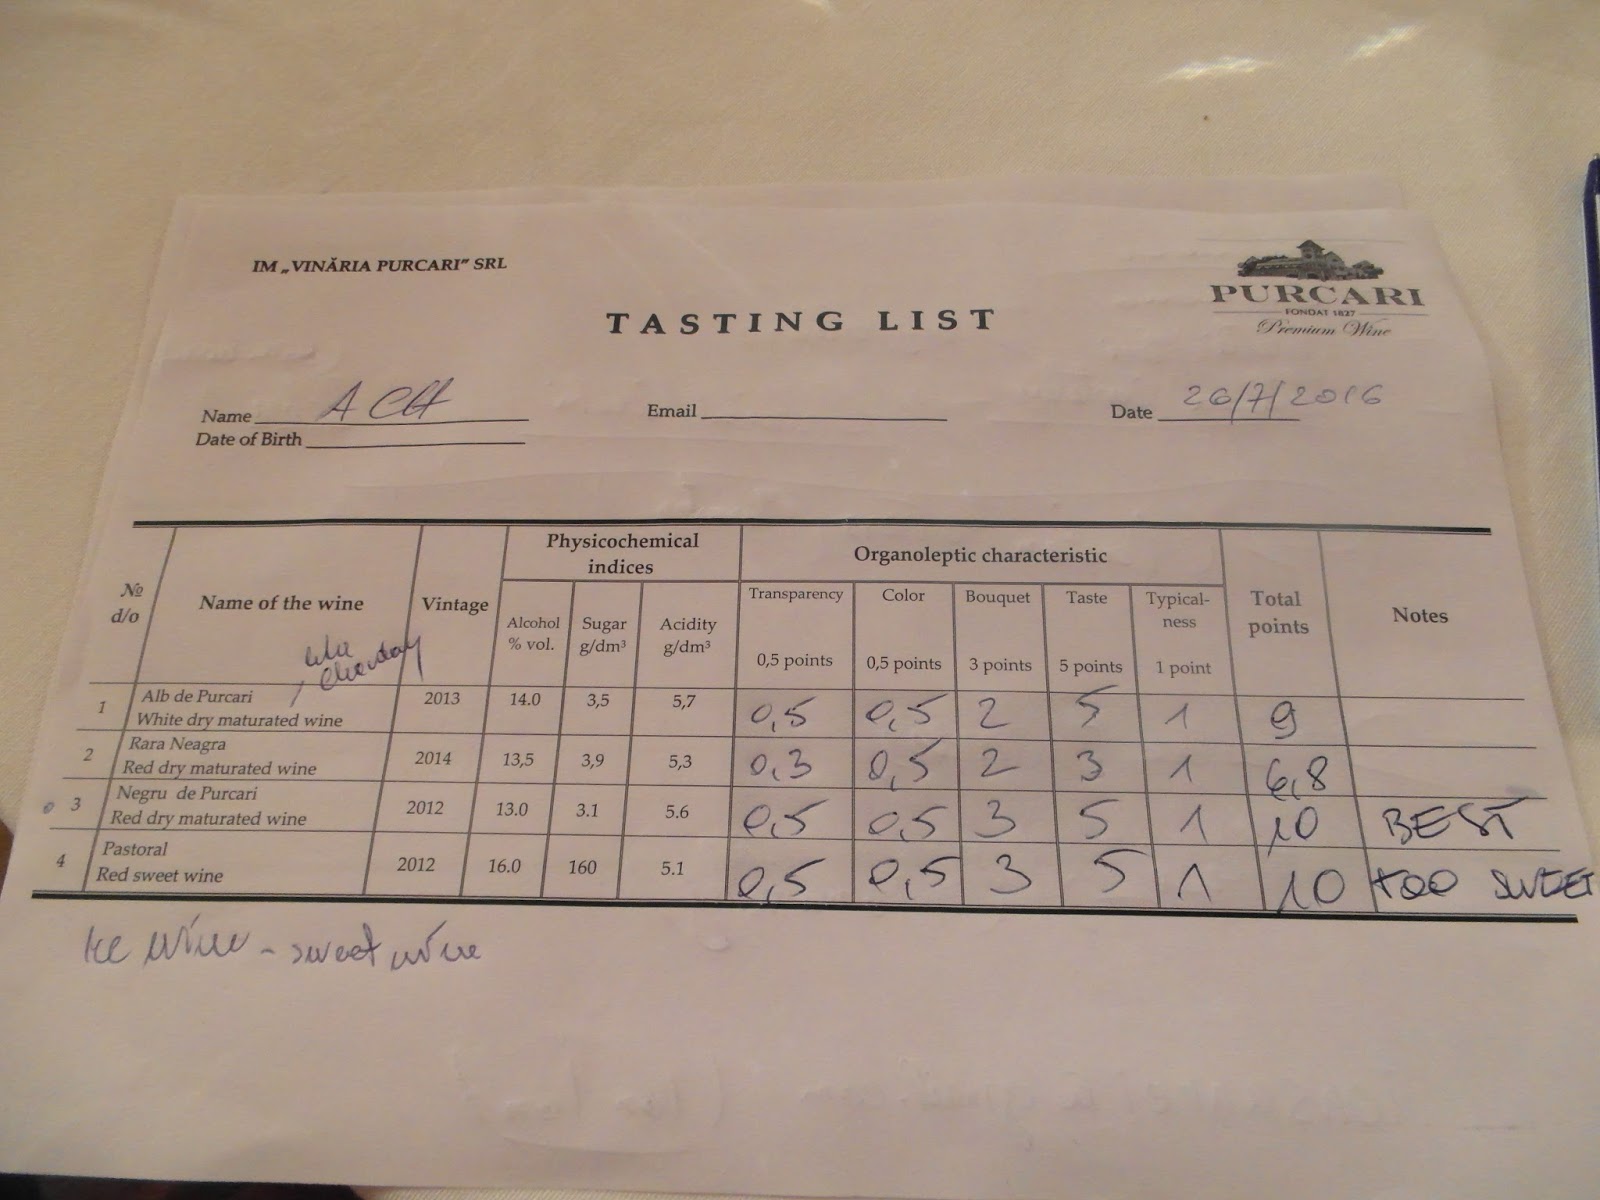 IM „VINĂRIA PURCARI” SRL
PURCARI
FONDAT 1827
Premium Wine
TASTING LIST
Name ACH Email Date 26/7/2016
Date of Birth
№ d/o Name of the wine Vintage Physicochemical indices Organoleptic characteristic Total points Notes
Alcohol % vol. Sugar g/dm³ Acidity g/dm³ Transparency 0,5 points Color 0,5 points Bouquet 3 points Taste 5 points Typical-ness 1 point
1 Alb de Purcari White dry maturated wine 2013 14.0 3,5 5,7 0,5 0,5 2 5 1 9
2 Rara Neagra Red dry maturated wine 2014 13,5 3,9 5,3 0,3 0,5 2 3 1 6,8
3 Negru de Purcari Red dry maturated wine 2012 13.0 3.1 5.6 0,5 0,5 3 5 1 10 BEST
4 Pastoral Red sweet wine 2012 16.0 160 5.1 0,5 0,5 3 5 1 10 too SWEET
Ice wine - sweet wine